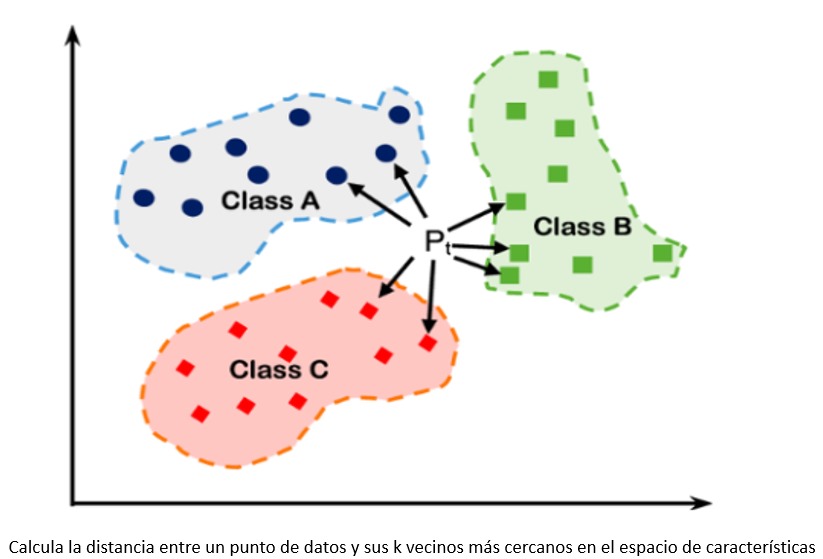 Class A
Class B
P_t
Class C
Calcula la distancia entre un punto de datos y sus k vecinos más cercanos en el espacio de características